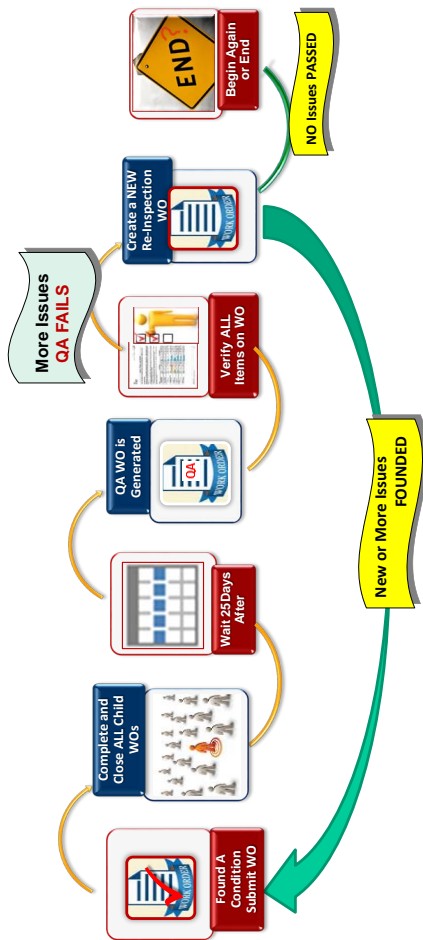 Found A
Condition
Submit WO
WORK ORDER
Complete and
Close ALL Child
WOs
Wait 25Days
After
QA WO is
Generated
QA
WORK ORDER
Verify ALL
Items on WO
More Issues
QA FAILS
Create a NEW
Re-Inspection
WO
WORK ORDER
Begin Again
or End
END
?
NO Issues PASSED
New or More Issues
FOUNDED